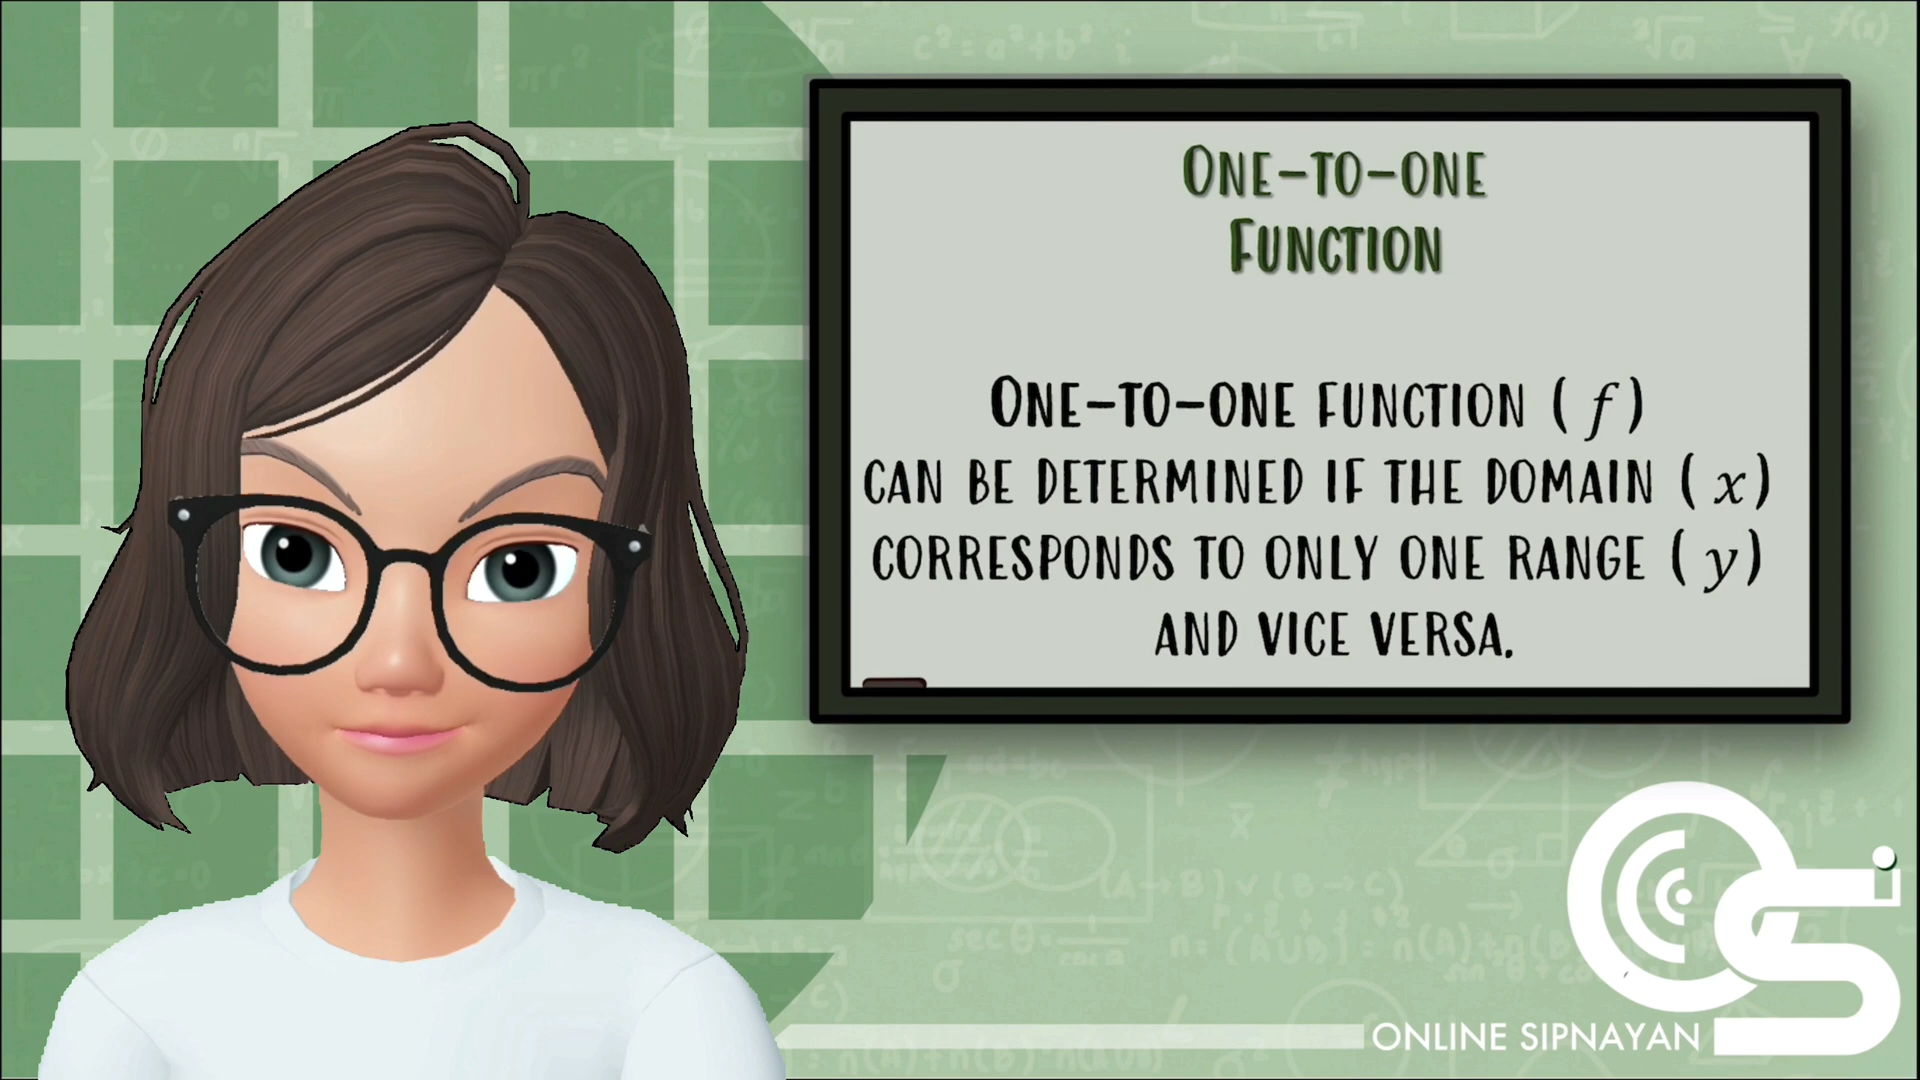 ONE-TO-ONE
FUNCTION
ONE-TO-ONE FUNCTION ( f )
CAN BE DETERMINED IF THE DOMAIN ( x )
CORRESPONDS TO ONLY ONE RANGE ( y )
AND VICE VERSA.
ONLINE SIPNAYAN